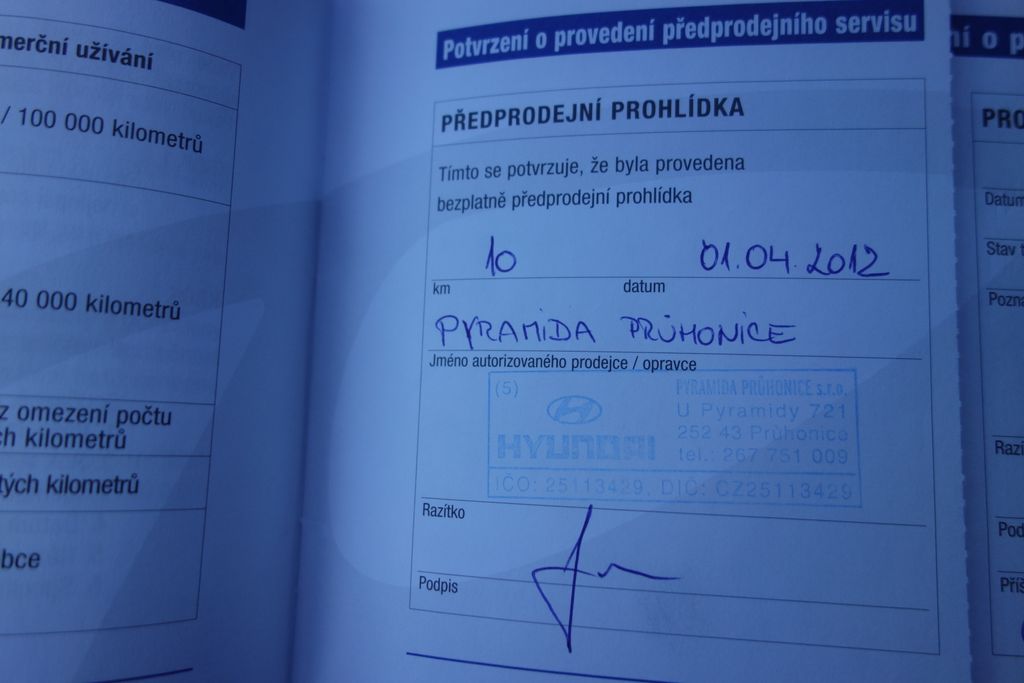 merční užívání
/ 100 000 kilometrů
40 000 kilometrů
z omezení počtu
h kilometrů
tých kilometrů
bce
Potvrzení o provedení předprodejního servisu
PŘEDPRODEJNÍ PROHLÍDKA
Tímto se potvrzuje, že byla provedena
bezplatně předprodejní prohlídka
10 01.04.2012
km datum
PYRAMIDA PRŮHONICE
Jméno autorizovaného prodejce / opravce
(5)
HYUNDAI
PYRAMIDA PRŮHONICE s.r.o.
U Pyramidy 721
252 43 Průhonice
tel.: 267 751 009
IČO: 25113429, DIČ: CZ25113429
Razítko
Podpis
ní o p
PRO
Datum
Stav t
Pozna
Razí
Pod
Příš